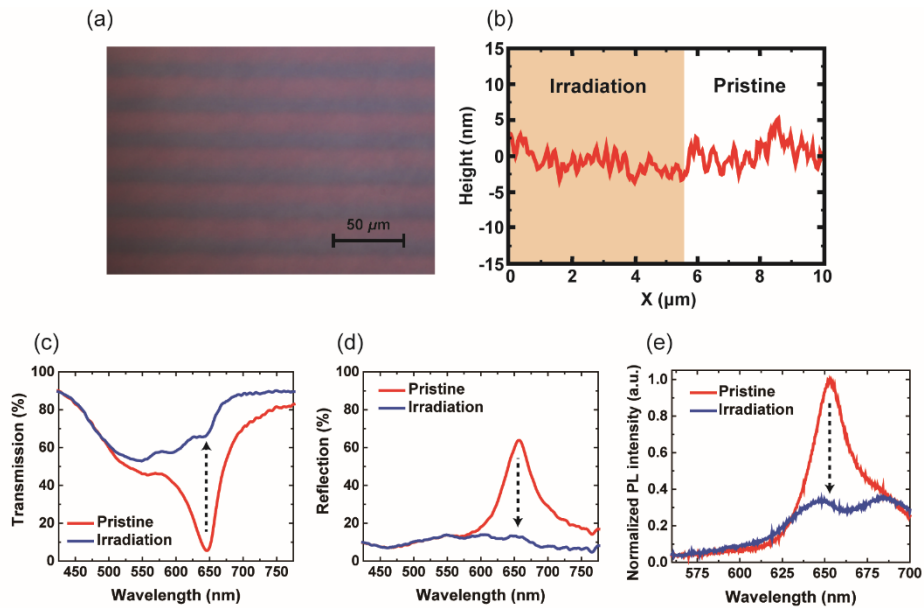 (a)
50 μm
(b)
Height (nm)
15
10
5
0
-5
-10
-15
Irradiation
Pristine
0 2 4 6 8 10
X (μm)
(c)
Transmission (%)
100
80
60
40
20
0
Pristine
Irradiation
450 500 550 600 650 700 750
Wavelength (nm)
(d)
Reflection (%)
100
80
60
40
20
0
Pristine
Irradiation
450 500 550 600 650 700 750
Wavelength (nm)
(e)
Normalized PL intensity (a.u.)
1.0
0.8
0.6
0.4
0.2
0.0
Pristine
Irradiation
575 600 625 650 675 700
Wavelength (nm)